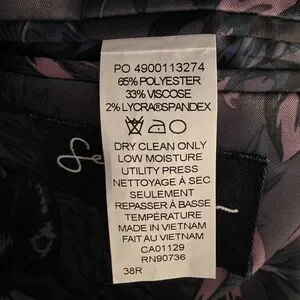 PO 4900113274
65% POLYESTER
33% VISCOSE
2% LYCRA®SPANDEX
DRY CLEAN ONLY
LOW MOISTURE
UTILITY PRESS
NETTOYAGE À SEC
SEULEMENT
REPASSER À BASSE
TEMPÉRATURE
MADE IN VIETNAM
FAIT AU VIETNAM
CA01129
RN90736
38R